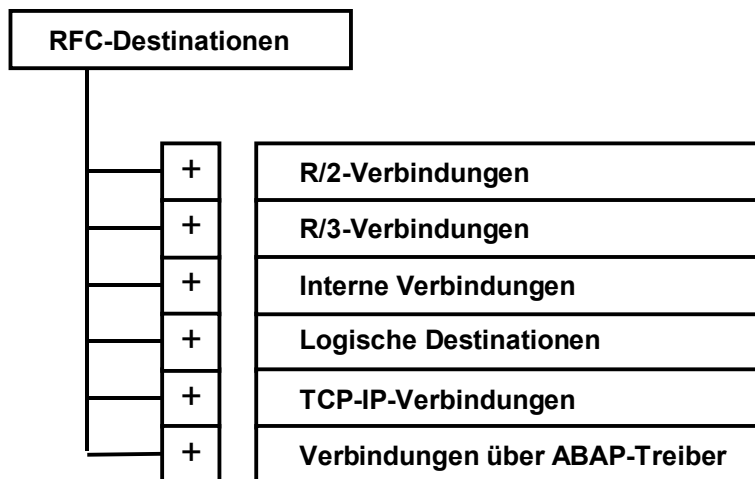 RFC-Destinationen
+ R/2-Verbindungen
+ R/3-Verbindungen
+ Interne Verbindungen
+ Logische Destinationen
+ TCP-IP-Verbindungen
+ Verbindungen über ABAP-Treiber